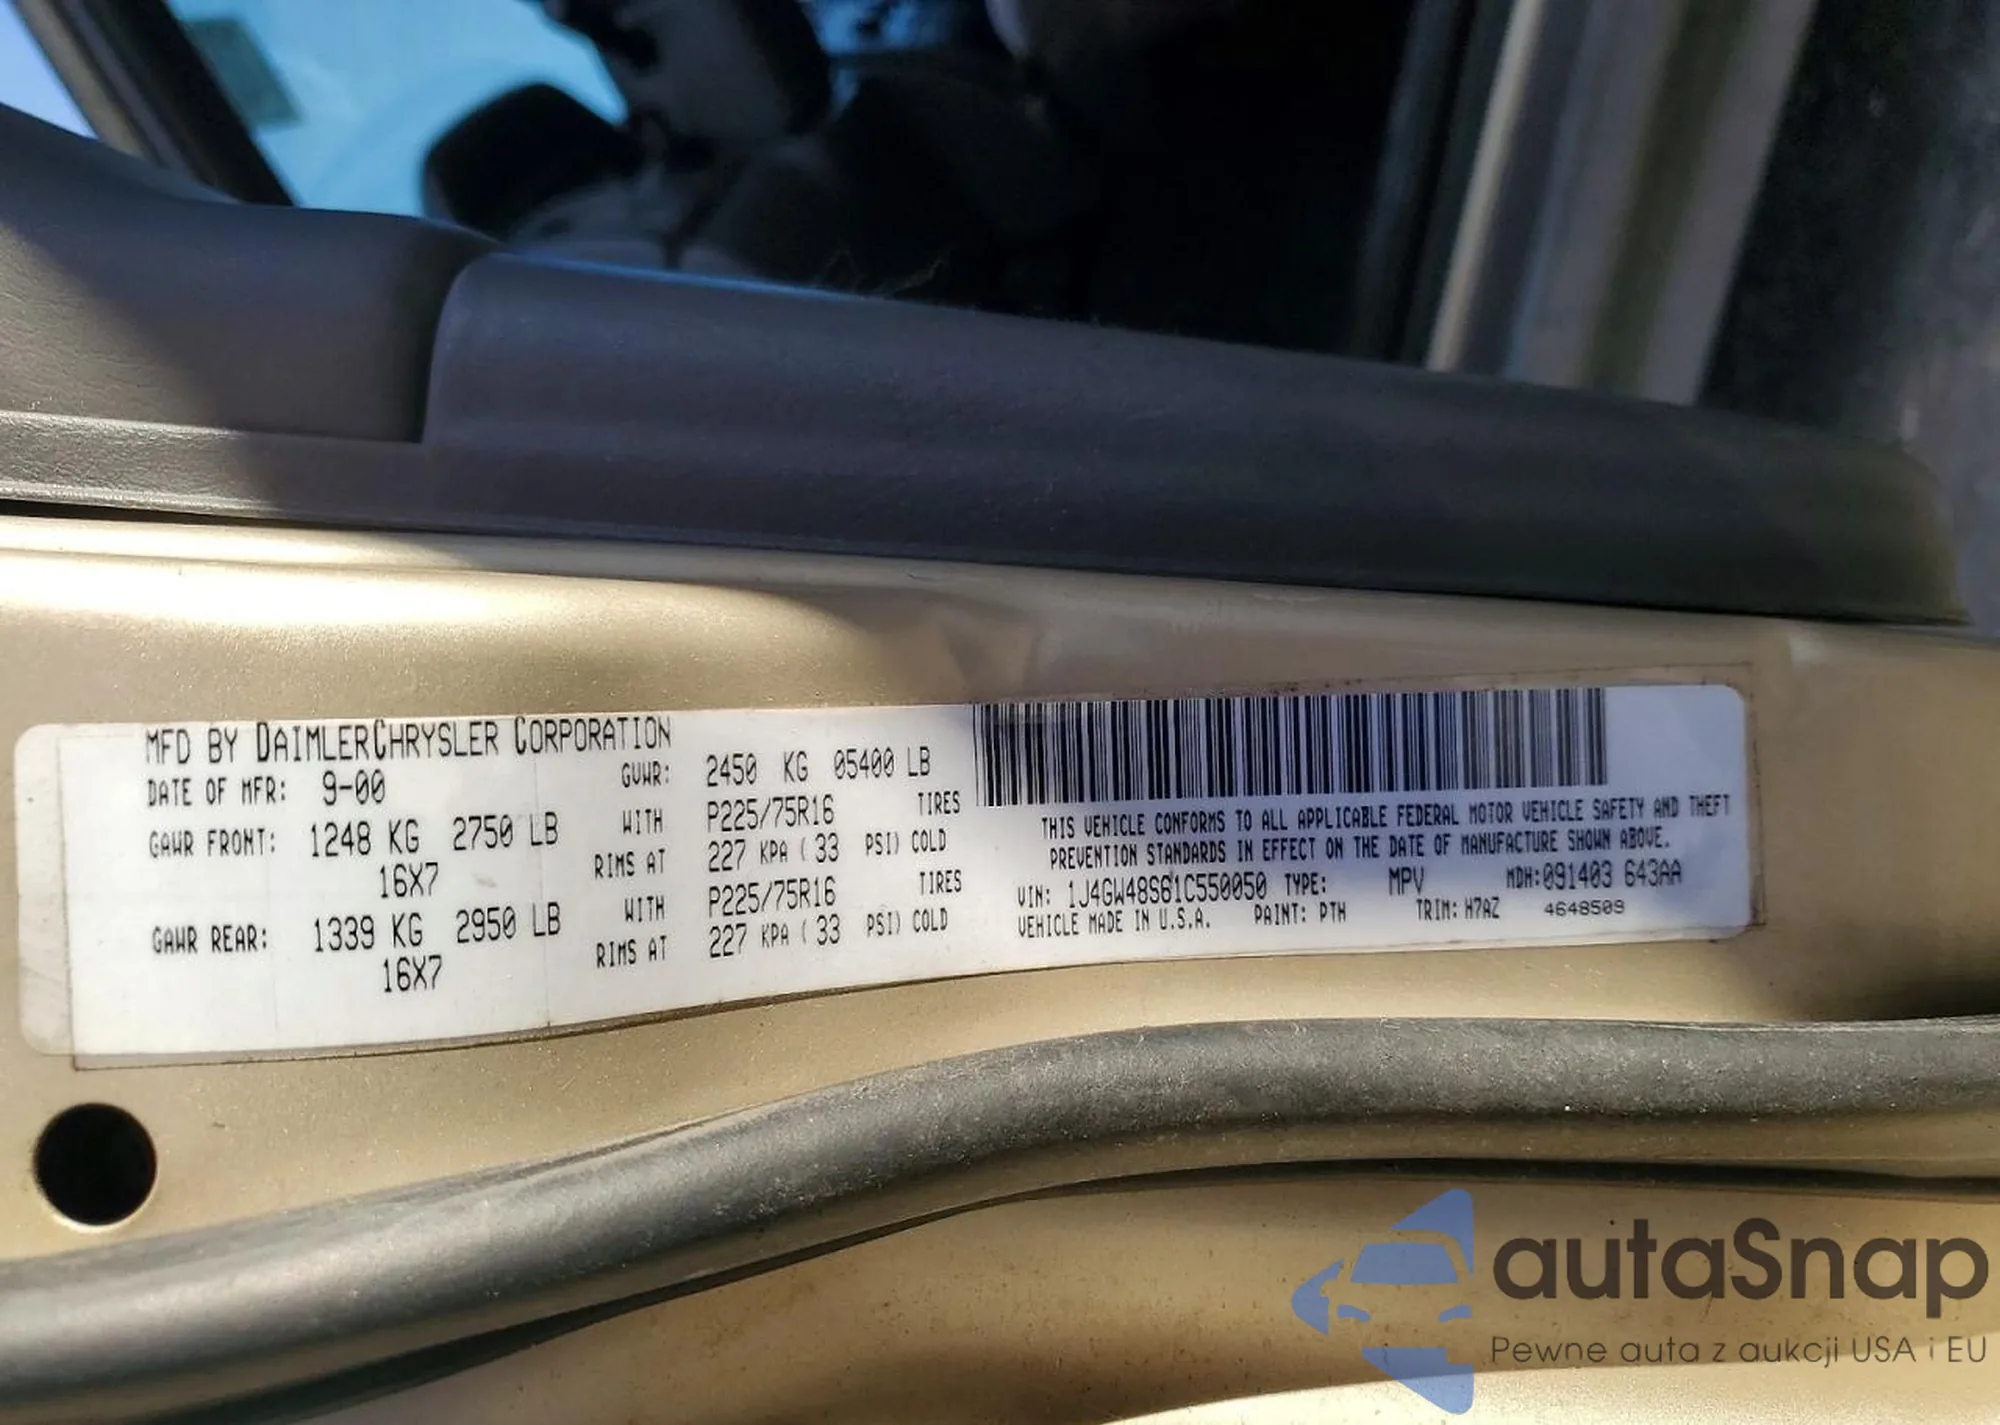 MFD BY DAIMLERCHRYSLER CORPORATION
DATE OF MFR: 9-00 GVWR: 2450 KG 05400 LB
GAWR FRONT: 1248 KG 2750 LB WITH P225/75R16 TIRES
16X7 RIMS AT 227 KPA ( 33 PSI) COLD
GAWR REAR: 1339 KG 2950 LB WITH P225/75R16 TIRES
16X7 RIMS AT 227 KPA ( 33 PSI) COLD
THIS VEHICLE CONFORMS TO ALL APPLICABLE FEDERAL MOTOR VEHICLE SAFETY AND THEFT
PREVENTION STANDARDS IN EFFECT ON THE DATE OF MANUFACTURE SHOWN ABOVE.
VIN: 1J4GW48S61C550050 TYPE: MPV MDH:091403 643AA
VEHICLE MADE IN U.S.A. PAINT: PTH TRIM: H7AZ 4648509
autaSnap
Pewne auta z aukcji USA i EU